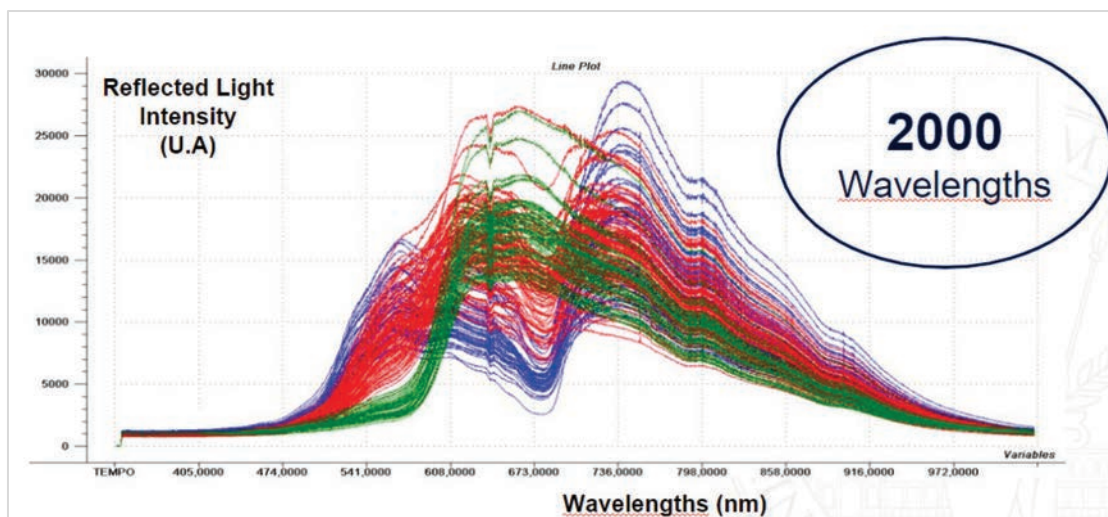 Line Plot
30000
25000
20000
15000
10000
5000
0
Reflected Light
Intensity
(U.A)
2000
Wavelengths
TEMPO 405,0000 474,0000 541,0000 608,0000 673,0000 736,0000 798,0000 858,0000 916,0000 972,0000
Variables
Wavelengths (nm)